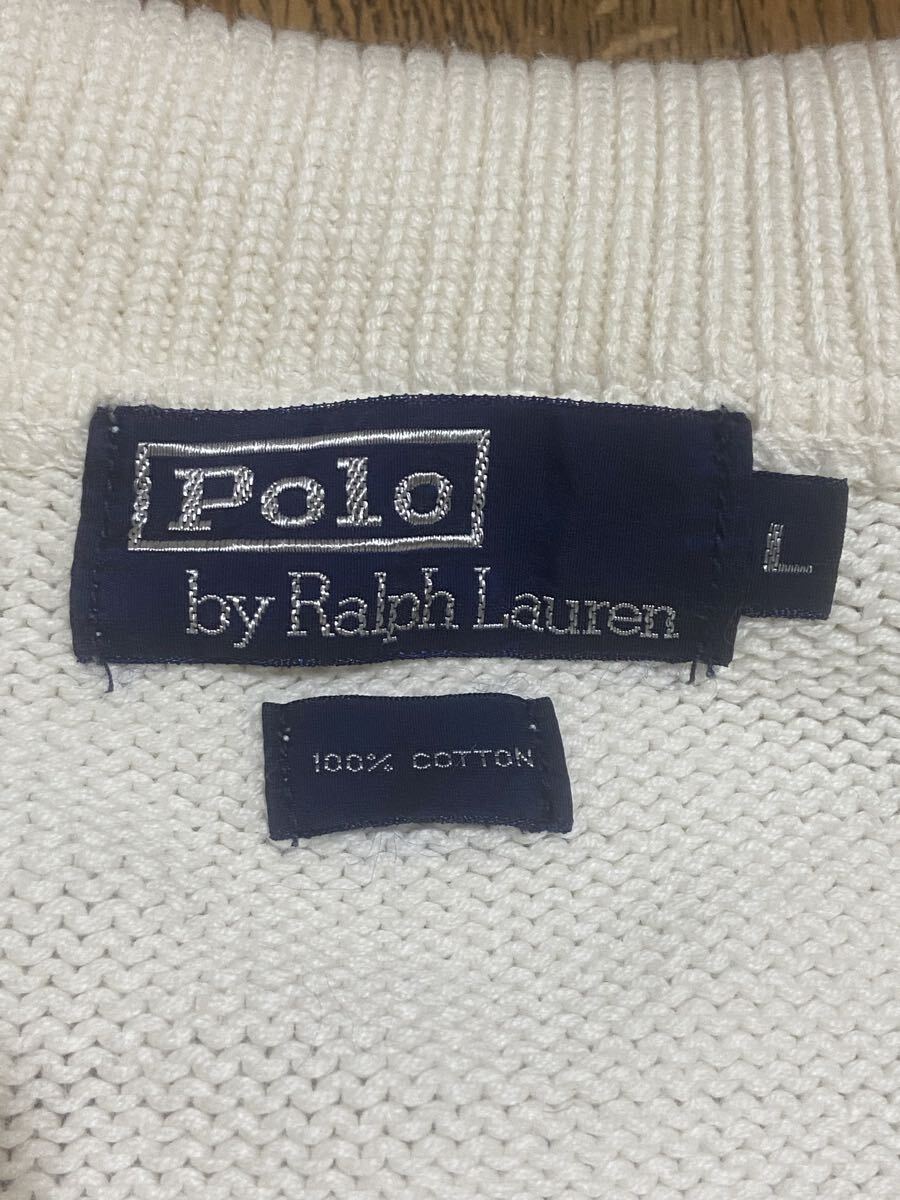 Polo
by Ralph Lauren
L
100% COTTON